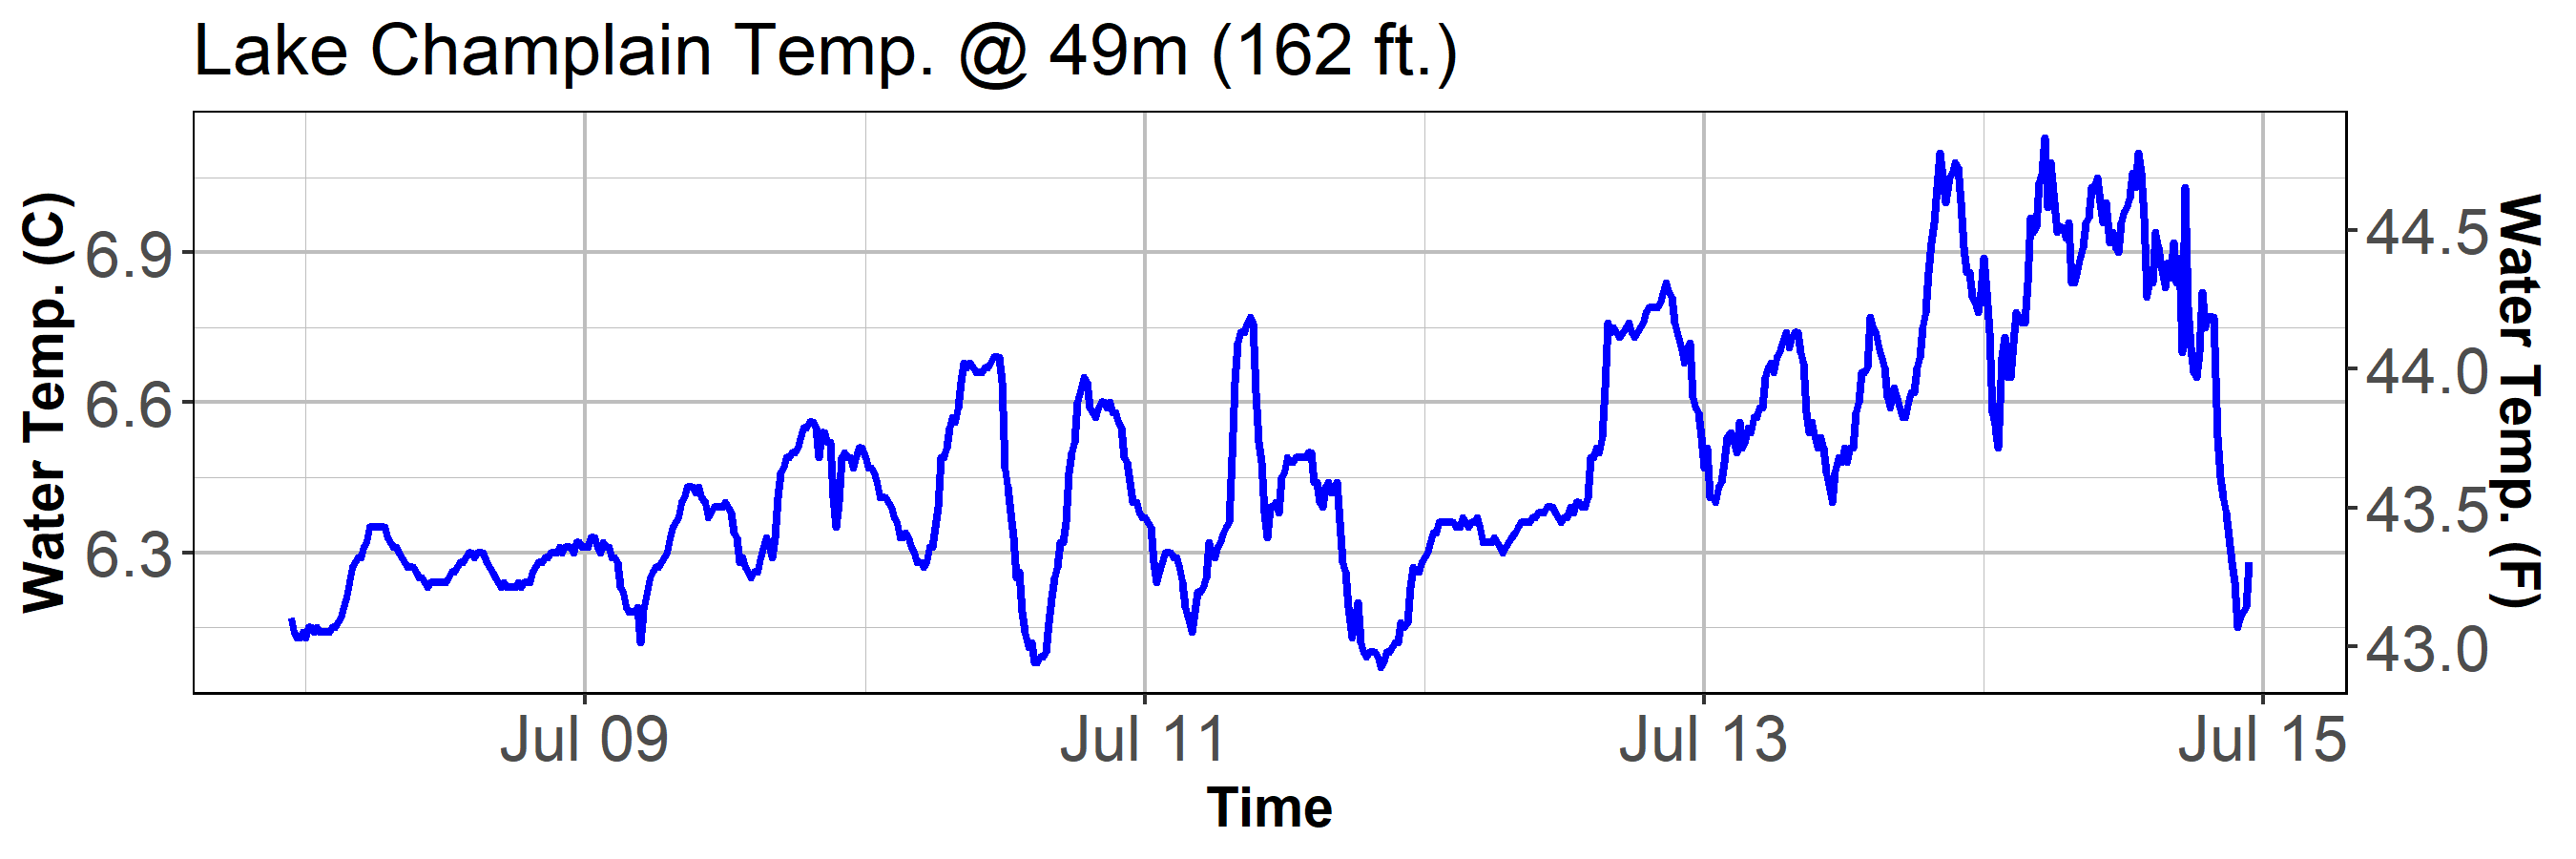 Lake Champlain Temp. @ 49m (162 ft.)
Water Temp. (C)
6.9
6.6
6.3
44.5
44.0
43.5
43.0
Water Temp. (F)
Jul 09
Jul 11
Jul 13
Jul 15
Time